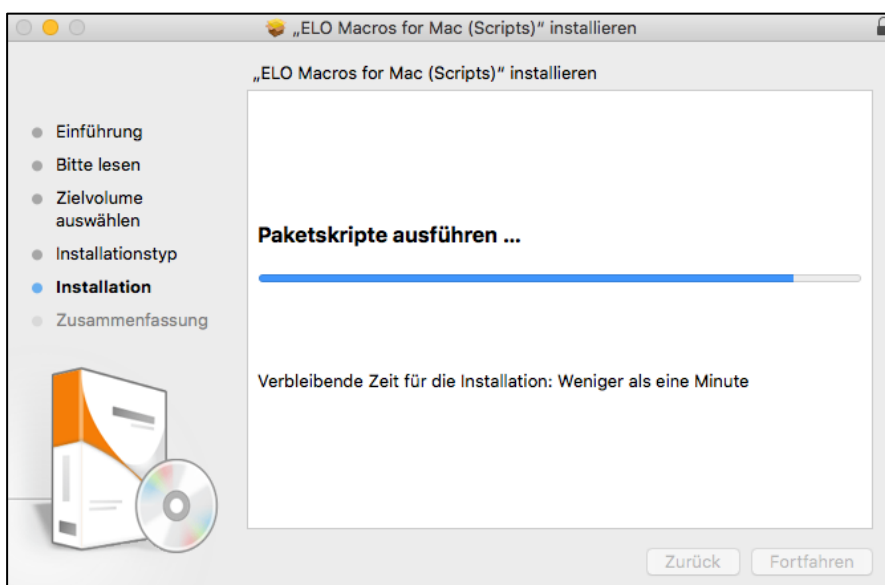 „ELO Macros for Mac (Scripts)“ installieren
„ELO Macros for Mac (Scripts)“ installieren
Einführung
Bitte lesen
Zielvolume
auswählen
Installationstyp
Installation
Zusammenfassung
Paketskripte ausführen ...
Verbleibende Zeit für die Installation: Weniger als eine Minute
Zurück
Fortfahren